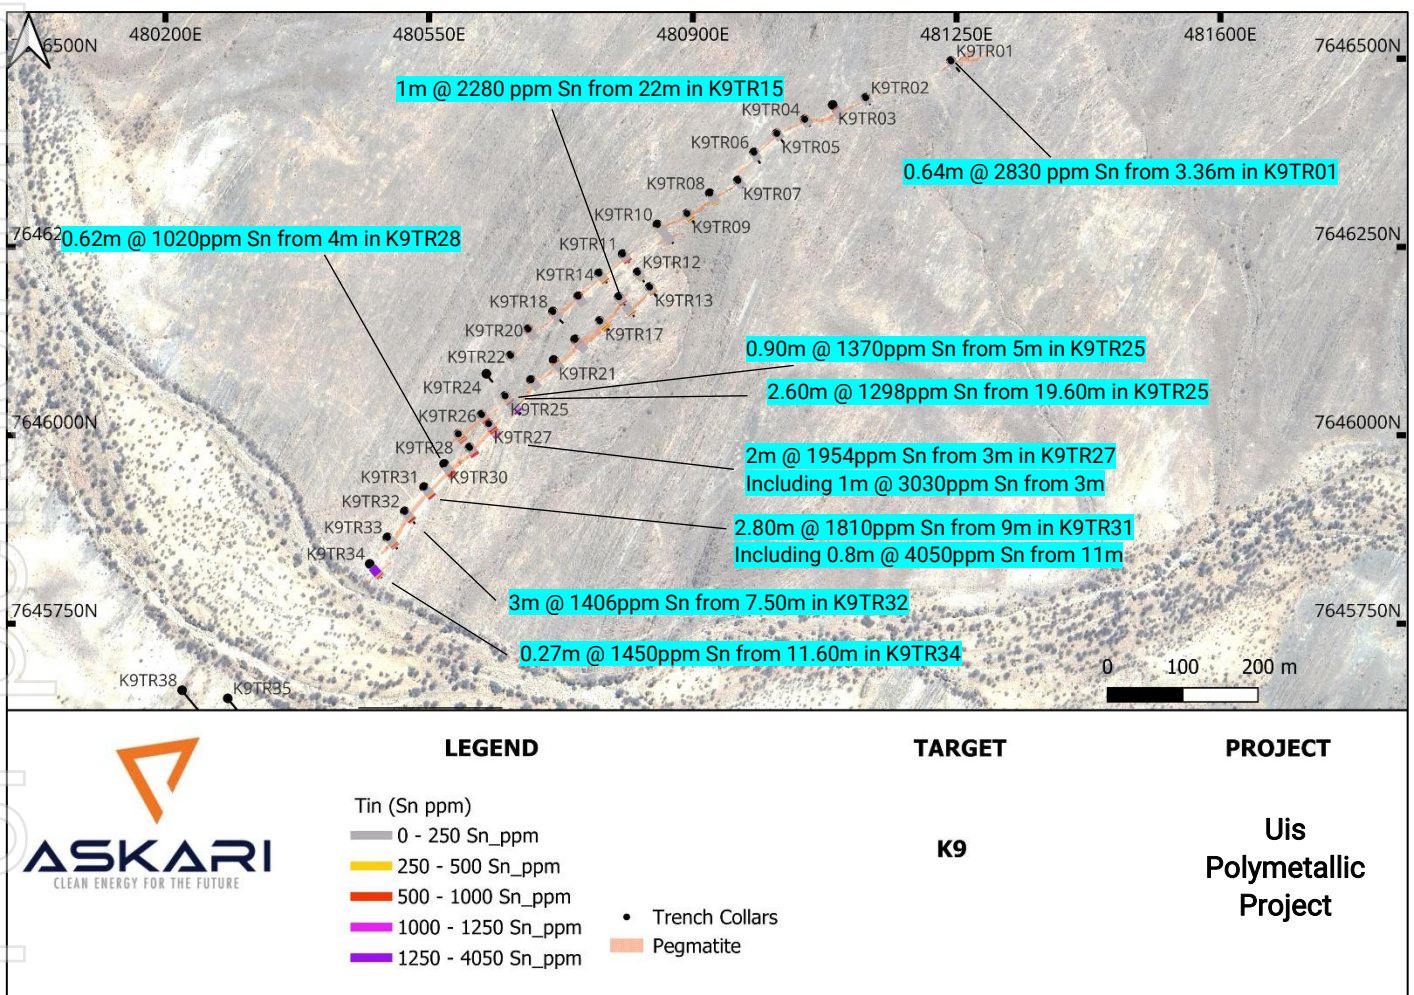 480200E 480550E 480900E 481250E 481600E
6500N 7646500N
K9TR01
1m @ 2280 ppm Sn from 22m in K9TR15
K9TR02
K9TR04
K9TR03
K9TR06
K9TR05
0.64m @ 2830 ppm Sn from 3.36m in K9TR01
K9TR08
K9TR07
K9TR10
K9TR09
76462 7646250N
0.62m @ 1020ppm Sn from 4m in K9TR28
K9TR11
K9TR12
K9TR14
K9TR13
K9TR18
K9TR20
K9TR17
0.90m @ 1370ppm Sn from 5m in K9TR25
K9TR22
K9TR21
K9TR24
2.60m @ 1298ppm Sn from 19.60m in K9TR25
K9TR25
K9TR26
7646000N 7646000N
K9TR27
K9TR28
2m @ 1954ppm Sn from 3m in K9TR27
Including 1m @ 3030ppm Sn from 3m
K9TR31
K9TR30
K9TR32
2.80m @ 1810ppm Sn from 9m in K9TR31
Including 0.8m @ 4050ppm Sn from 11m
K9TR33
K9TR34
3m @ 1406ppm Sn from 7.50m in K9TR32
7645750N 7645750N
0.27m @ 1450ppm Sn from 11.60m in K9TR34
0 100 200 m
K9TR38
K9TR35
LEGEND
Tin (Sn ppm)
0 - 250 Sn_ppm
250 - 500 Sn_ppm
500 - 1000 Sn_ppm
1000 - 1250 Sn_ppm
1250 - 4050 Sn_ppm
Trench Collars
Pegmatite
TARGET
K9
PROJECT
Uis
Polymetallic
Project
ASKARI
CLEAN ENERGY FOR THE FUTURE